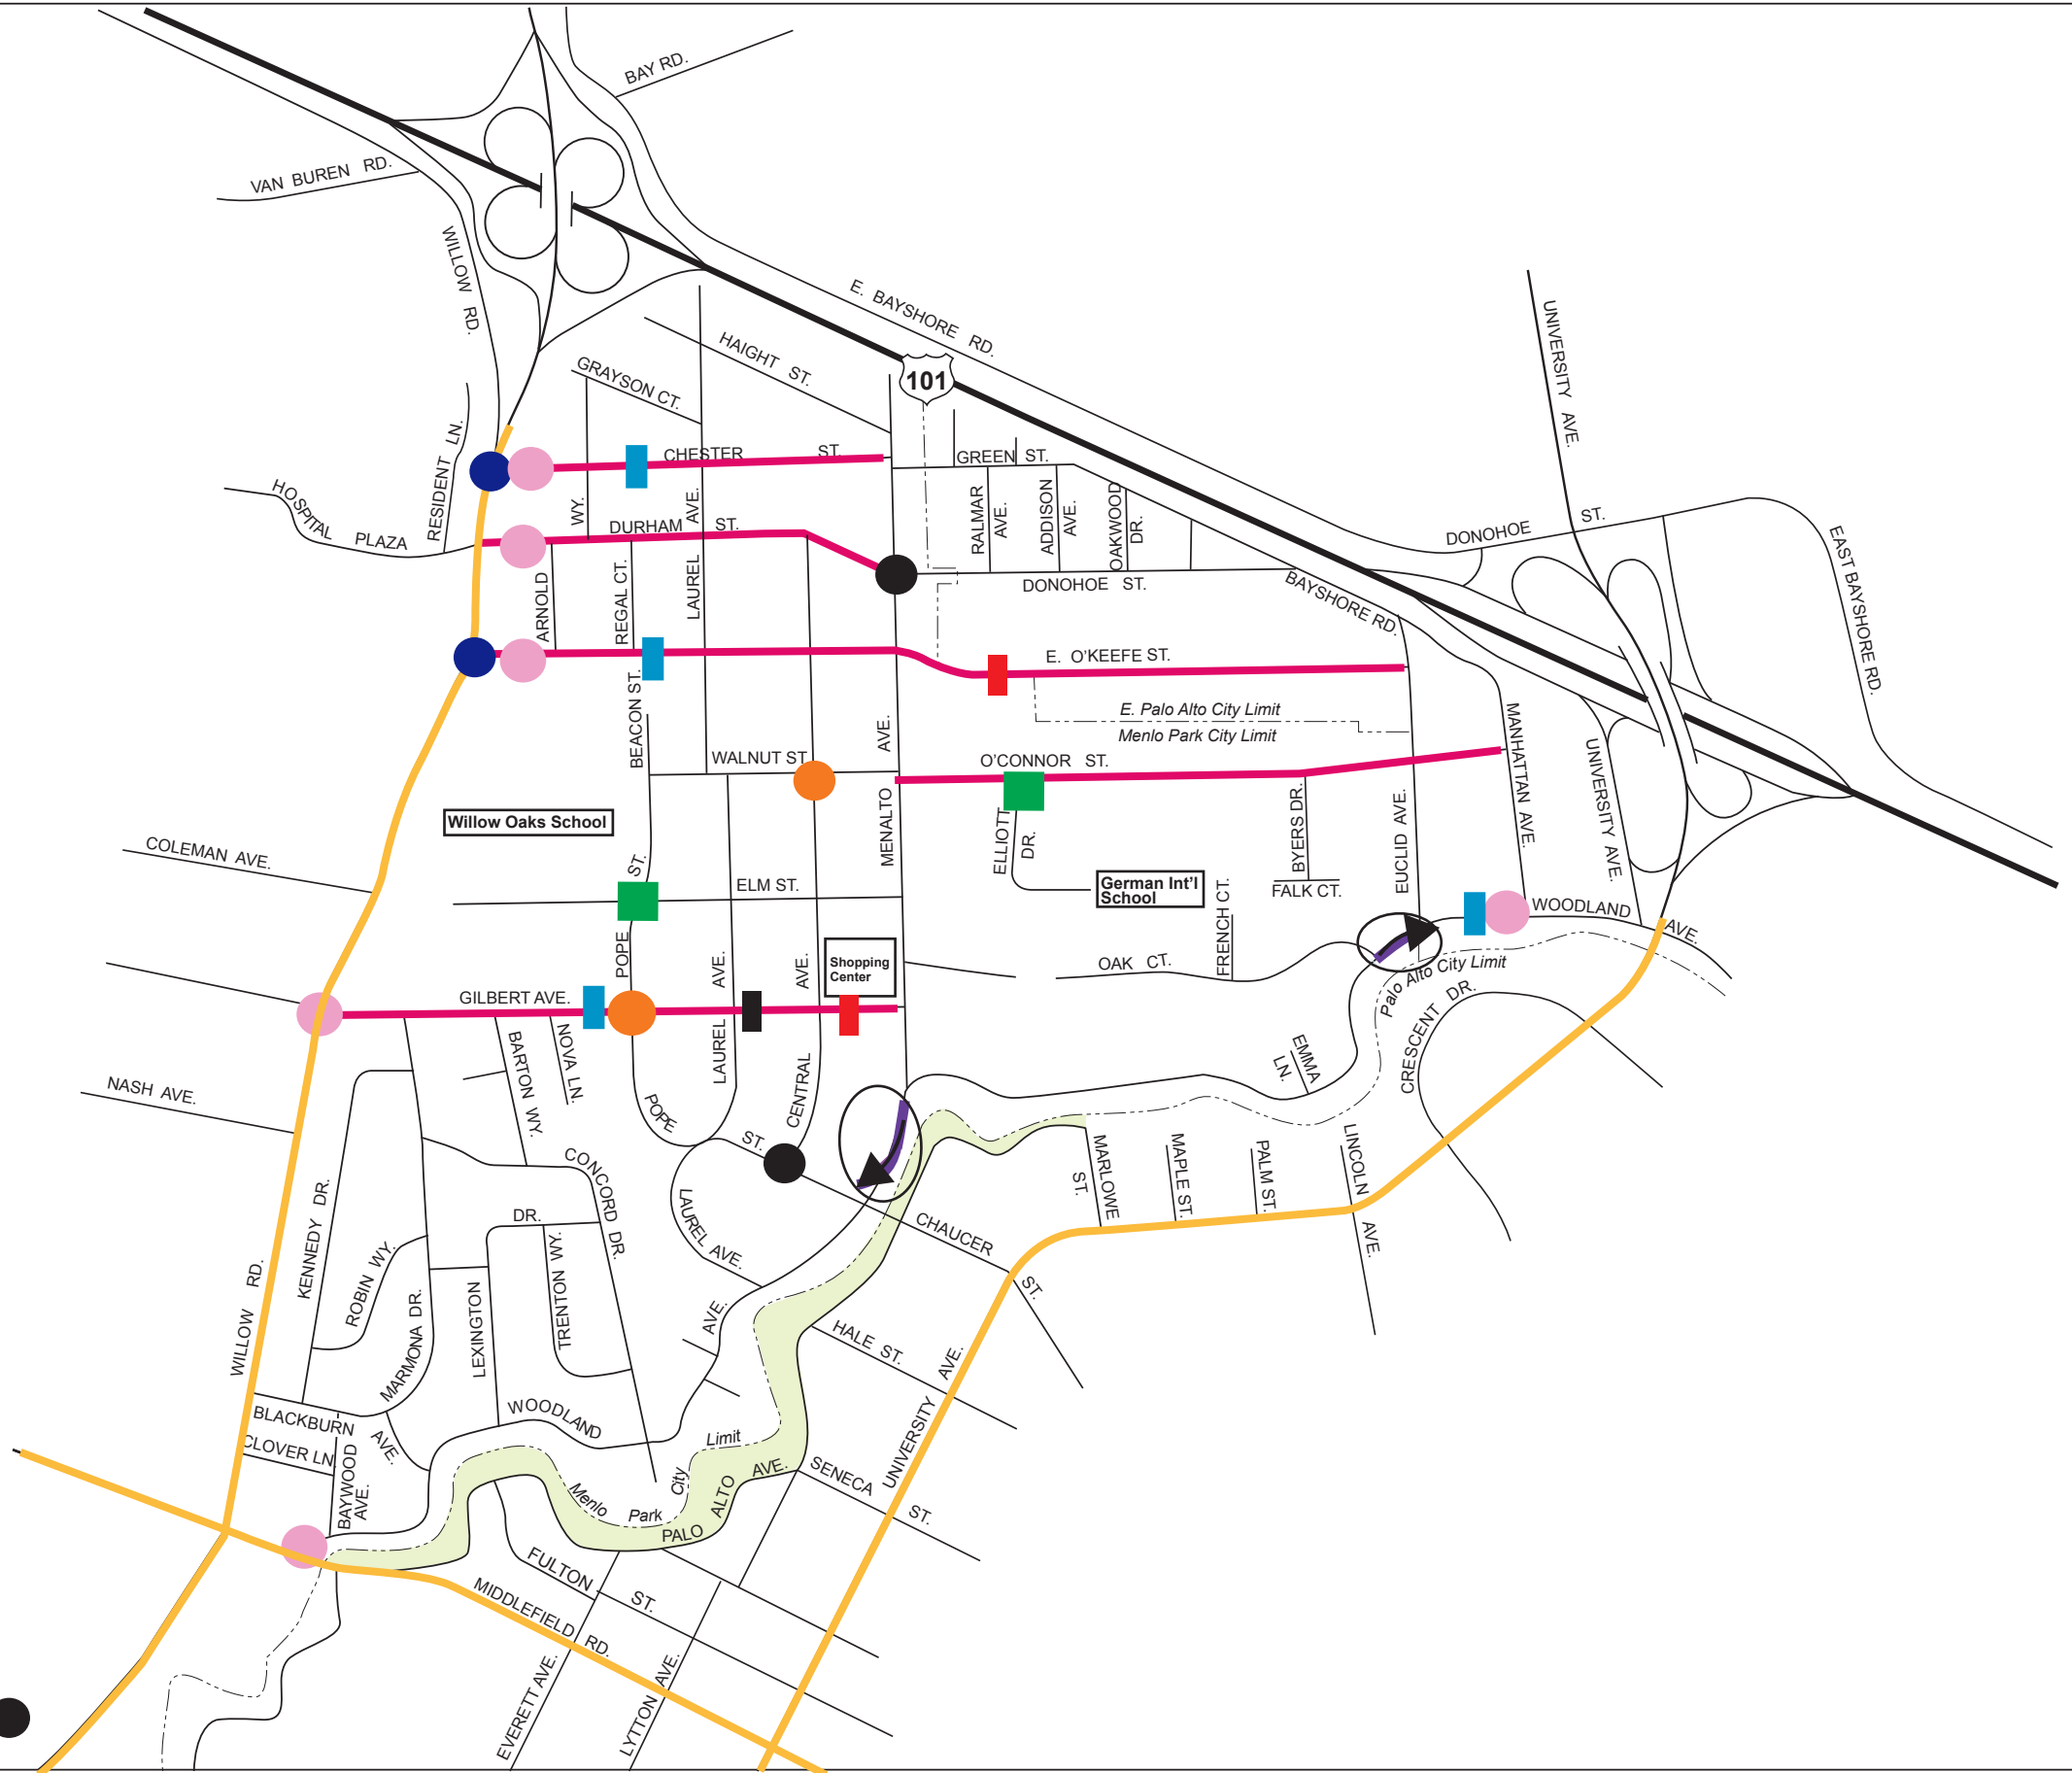 BAY RD.
VAN BUREN RD.
WILLOW RD.
E. BAYSHORE RD.
101
HAIGHT ST.
GRAYSON CT.
UNIVERSITY AVE.
RESIDENT LN.
HOSPITAL PLAZA
CHESTER ST.
GREEN ST.
WY.
AVE.
DURHAM ST.
RALMAR AVE.
ADDISON AVE.
OAKWOOD DR.
DONOHOE ST.
EAST BAYSHORE RD.
ARNOLD
REGAL CT.
LAUREL
DONOHOE ST.
BAYSHORE RD.
E. O'KEEFE ST.
BEACON ST.
E. Palo Alto City Limit
Menlo Park City Limit
AVE.
WALNUT ST
O'CONNOR ST.
MANHATTAN AVE.
UNIVERSITY AVE.
Willow Oaks School
MENALTO
ELLIOTT DR.
BYERS DR.
EUCLID AVE.
COLEMAN AVE.
ST.
ELM ST.
German Int'l
School
FALK CT.
FRENCH CT.
WOODLAND AVE.
POPE
AVE.
AVE.
Shopping
Center
OAK CT.
Palo Alto City Limit
GILBERT AVE.
CRESCENT DR.
BARTON WY.
NOVA LN.
LAUREL
CENTRAL
EMMA LN.
NASH AVE.
POPE ST.
CONCORD DR.
MARLOWE ST.
MAPLE ST.
PALM ST.
LINCOLN AVE.
KENNEDY DR.
LAUREL AVE.
CHAUCER ST.
DR.
ROBIN WY.
TRENTON WY.
WILLOW RD.
MARMONA DR.
LEXINGTON
AVE.
HALE ST.
UNIVERSITY AVE.
BLACKBURN AVE.
WOODLAND
CLOVER LN
BAYWOOD AVE.
Menlo Park City Limit
PALO ALTO AVE.
SENECA ST.
FULTON ST.
MIDDLEFIELD RD.
EVERETT AVE.
LYTTON AVE.